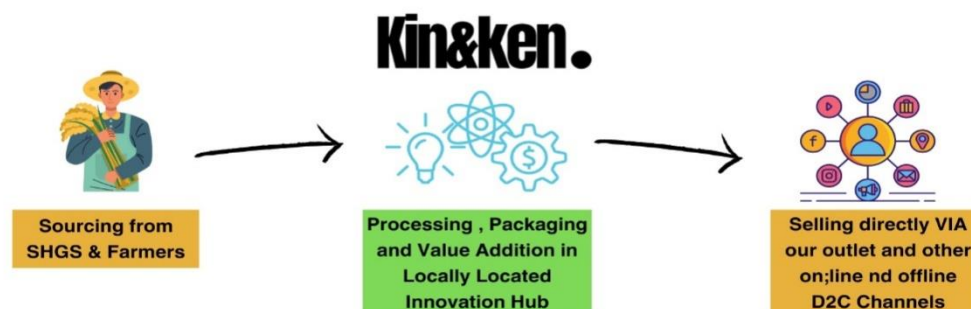 Kin&ken.
Sourcing from
SHGS & Farmers
Processing , Packaging
and Value Addition in
Locally Located
Innovation Hub
Selling directly VIA
our outlet and other
on;line nd offline
D2C Channels